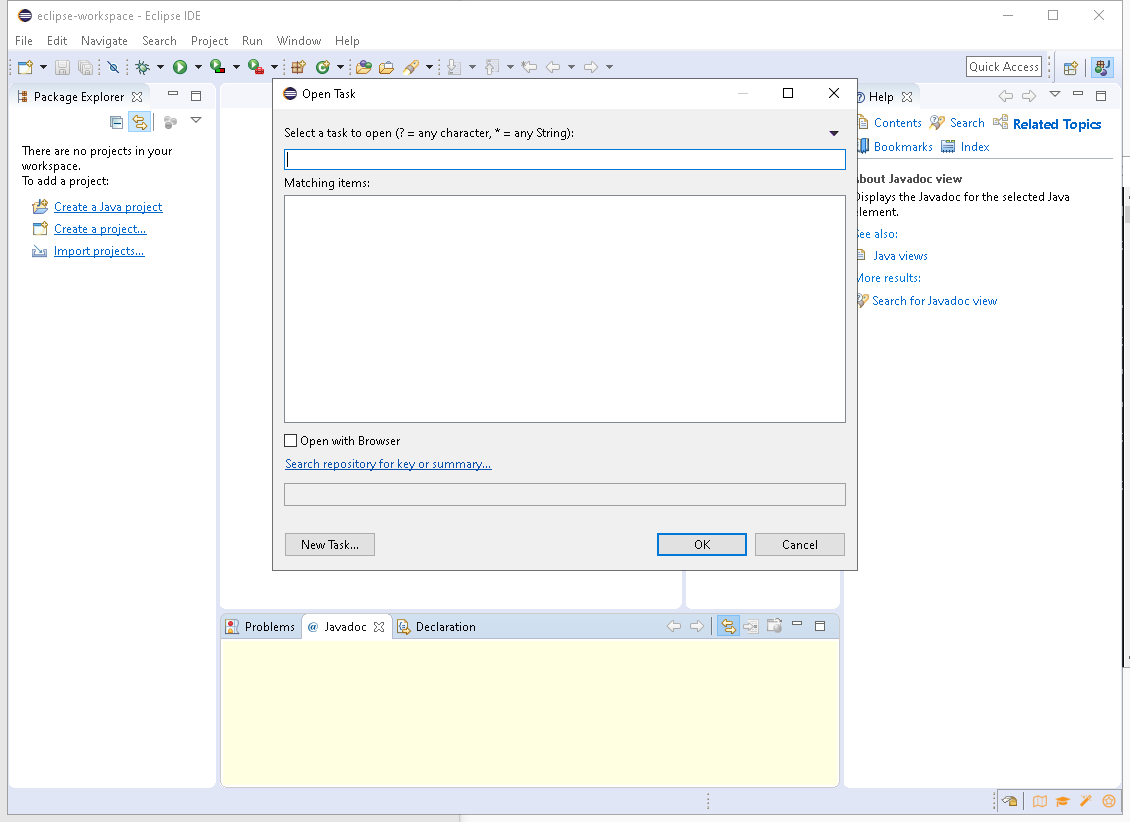 eclipse-workspace - Eclipse IDE
File Edit Navigate Search Project Run Window Help
Quick Access
Package Explorer
There are no projects in your
workspace.
To add a project:
Create a Java project
Create a project...
Import projects...
Open Task
Select a task to open (? = any character, * = any String):
Matching items:
Open with Browser
Search repository for key or summary...
New Task... OK Cancel
Help
Contents Search Related Topics
Bookmarks Index
About Javadoc view
Displays the Javadoc for the selected Java
element.
See also:
Java views
More results:
Search for Javadoc view
Problems @ Javadoc Declaration